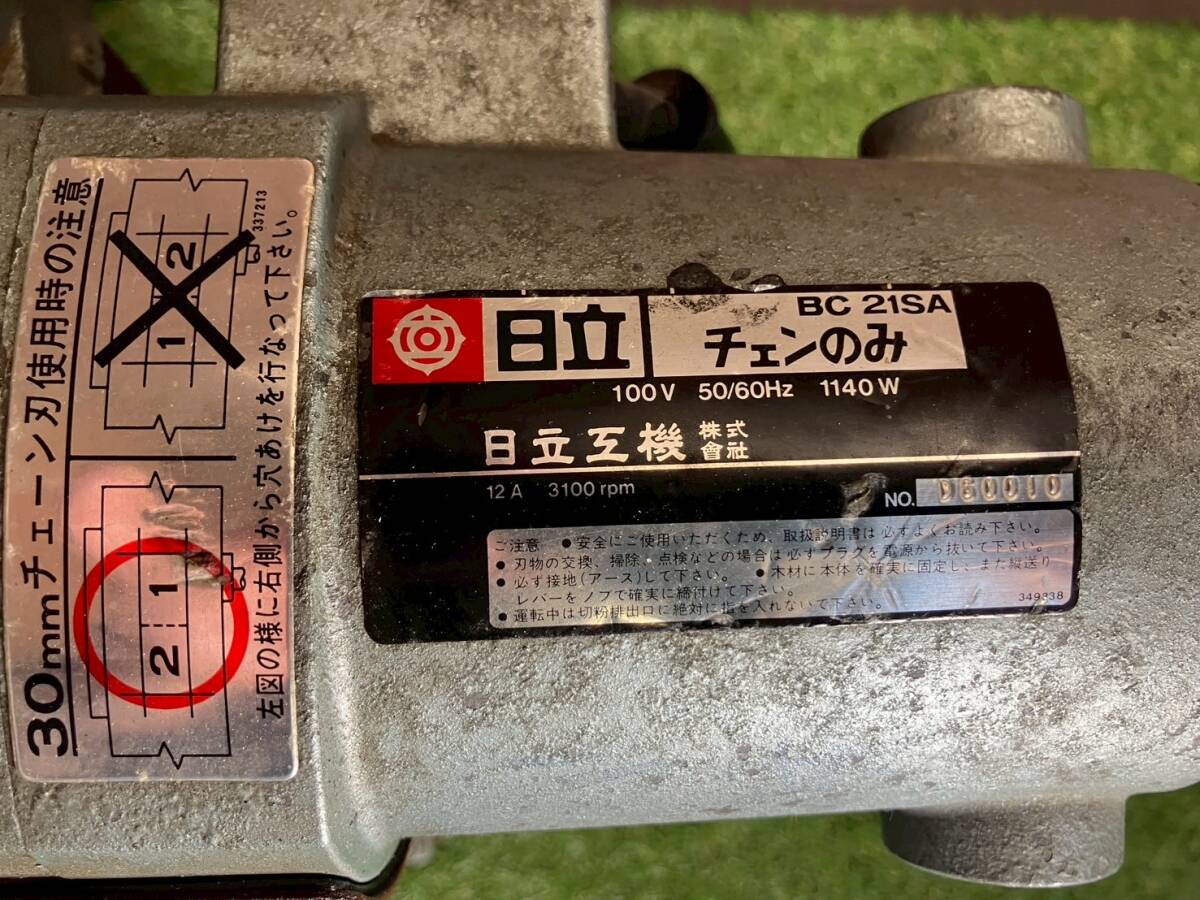 30mmチェーン刃使用時の注意
1 2
2 1
337213
左図の様に右側から穴あけを行なって下さい。
日立
BC 21SA
チェンのみ
100V 50/60Hz 1140W
日立工機 株式會社
12A 3100rpm
NO. D60010
ご注意 ●安全にご使用いただくため、取扱説明書は必ずよくお読み下さい。
●刃物の交換、掃除、点検などの場合は必ずプラグを電源から抜いて下さい。
●必ず接地(アース)して下さい。 ●木材に本体を確実に固定し、また縦送り
レバーをノブで確実に締付けて下さい。
●運転中は切粉排出口に絶対に指を入れないで下さい。
349838